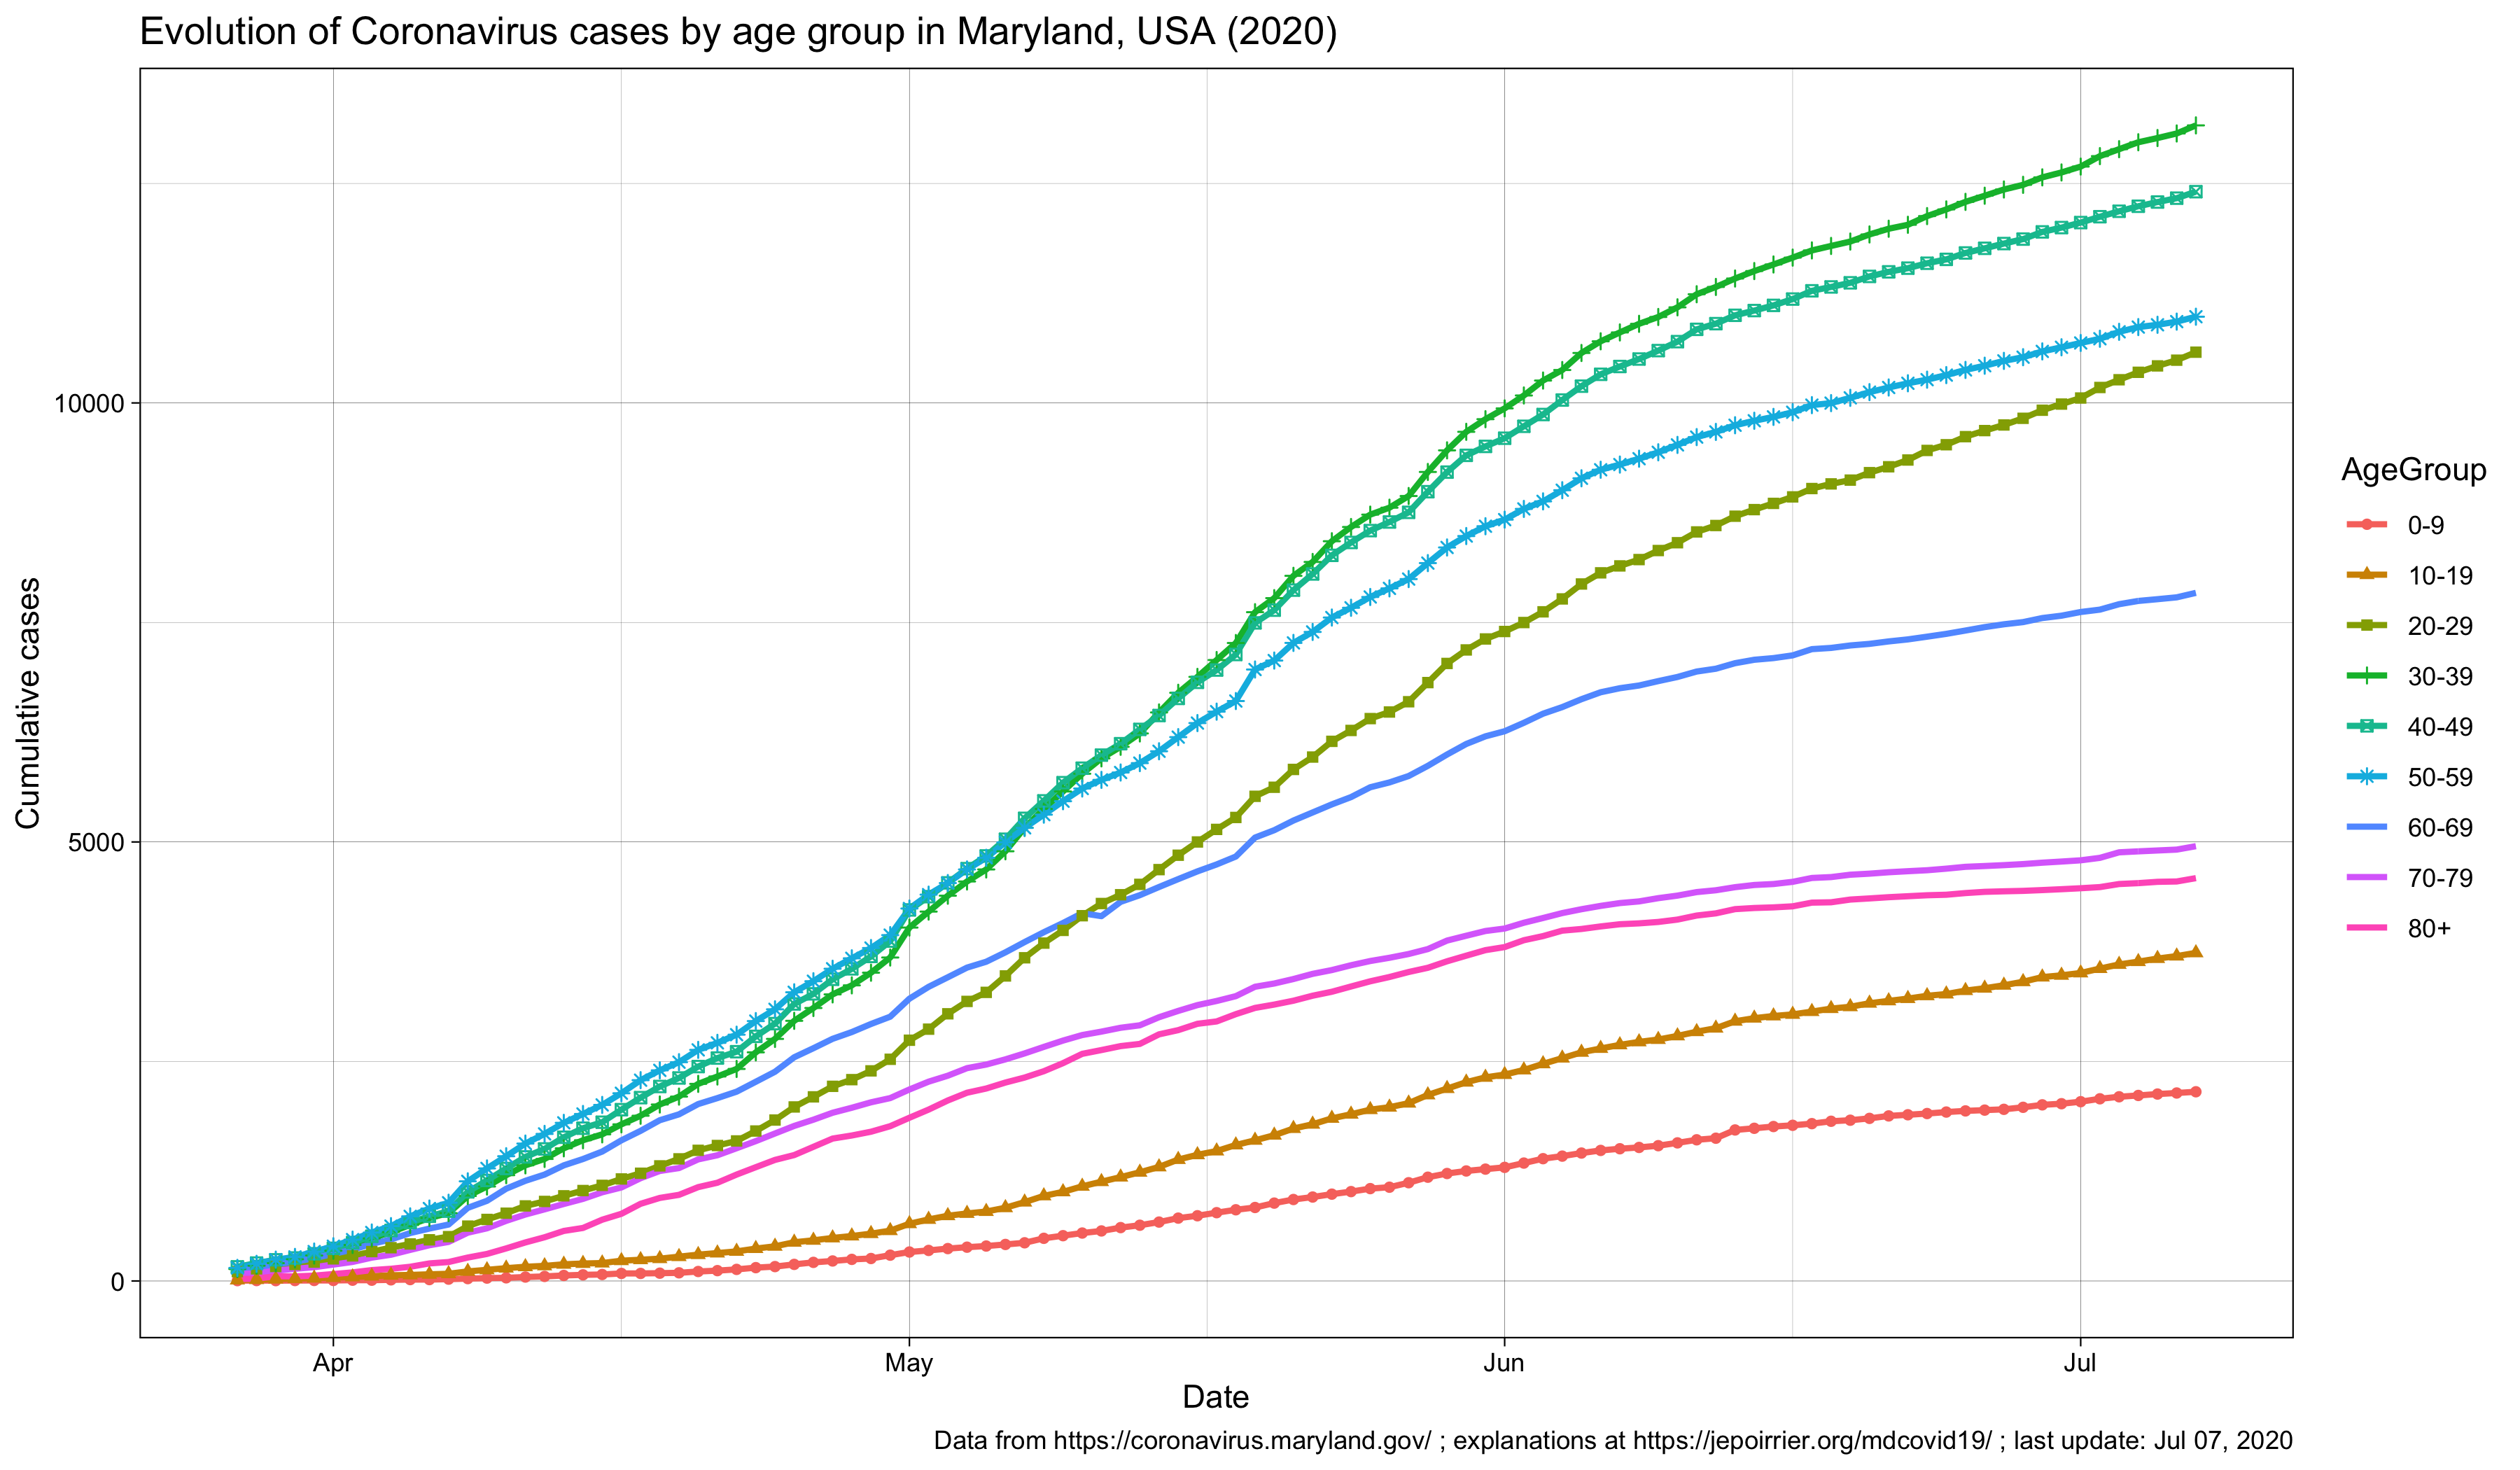 Evolution of Coronavirus cases by age group in Maryland, USA (2020)
Cumulative cases
10000
5000
0
Apr May Jun Jul
Date
AgeGroup
0-9
10-19
20-29
30-39
40-49
50-59
60-69
70-79
80+
Data from https://coronavirus.maryland.gov/ ; explanations at https://jepoirrier.org/mdcovid19/ ; last update: Jul 07, 2020